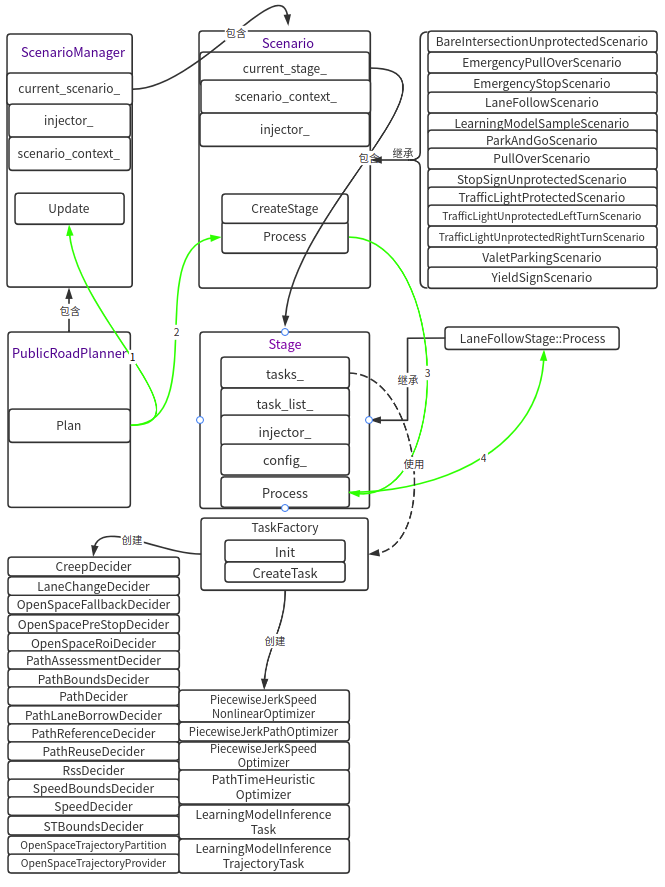 包含
ScenarioManager
current_scenario_
injector_
scenario_context_
Update
Scenario
current_stage_
scenario_context_
injector_
CreateStage
Process
包含
继承
BareIntersectionUnprotectedScenario
EmergencyPullOverScenario
EmergencyStopScenario
LaneFollowScenario
LearningModelSampleScenario
ParkAndGoScenario
PullOverScenario
StopSignUnprotectedScenario
TrafficLightProtectedScenario
TrafficLightUnprotectedLeftTurnScenario
TrafficLightUnprotectedRightTurnScenario
ValetParkingScenario
YieldSignScenario
包含
PublicRoadPlanner
Plan
1
2
Stage
tasks_
task_list_
injector_
config_
Process
LaneFollowStage::Process
继承
3
使用
4
TaskFactory
Init
CreateTask
创建
创建
CreepDecider
LaneChangeDecider
OpenSpaceFallbackDecider
OpenSpacePreStopDecider
OpenSpaceRoiDecider
PathAssessmentDecider
PathBoundsDecider
PathDecider
PathLaneBorrowDecider
PathReferenceDecider
PathReuseDecider
RssDecider
SpeedBoundsDecider
SpeedDecider
STBoundsDecider
OpenSpaceTrajectoryPartition
OpenSpaceTrajectoryProvider
PiecewiseJerkSpeed
NonlinearOptimizer
PiecewiseJerkPathOptimizer
PiecewiseJerkSpeed
Optimizer
PathTimeHeuristic
Optimizer
LearningModelInference
Task
LearningModelInference
TrajectoryTask